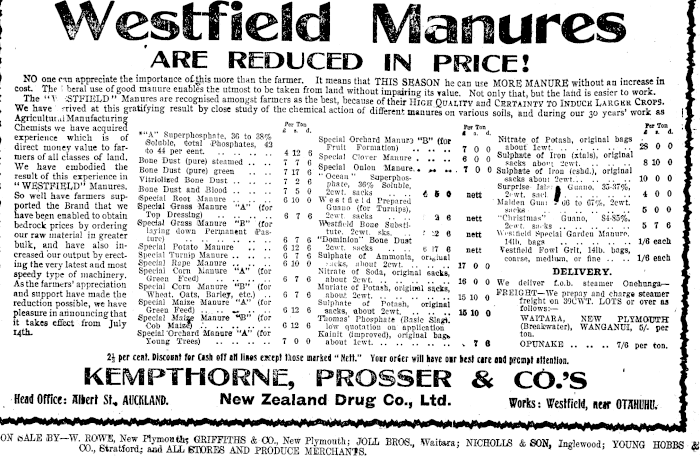 Westfield Manures
ARE REDUCED IN PRICE!
NO one can appreciate the importance of this more than the farmer. It means that THIS SEASON he can use MORE MANURE without an increase in
cost. The liberal use of good manure enables the utmost to be taken from land without impairing its value. Not only that, but the land is easier to work.
The "WESTFIELD" Manures are recognised amongst farmers as the best, because of their HIGH QUALITY and CERTAINTY TO INDUCE LARGER CROPS.
We have arrived at this gratifying result by close study of the chemical action of different manures on various soils, and during our 30 years' work as
Agricultural Manufacturing
Chemists we have acquired
experience which is of
direct money value to far-
mers of all classes of land.
We have embodied the
result of this experience in
"WESTFIELD" Manures.
So well have farmers sup-
ported the Brand that we
have been enabled to obtain
bedrock prices by ordering
our raw material in greater
bulk, and have also in-
creased our output by erect-
ing the very latest and most
speedy type of machinery.
As the farmers' appreciation
and support have made the
reduction possible, we have
pleasure in announcing that
it takes effect from July
14th.
Per Ton
£ s. d.
"A" Superphosphate, 36 to 38%
Soluble, total Phosphates, 42
to 44 per cent. 4 12 6
Bone Dust (pure) steamed 7 7 6
Bone Dust (pure) green 7 17 6
Vitriolised Bone Dust 7 2 6
Bone Dust and Blood 7 5 0
Special Root Manure 6 10 0
Special Grass Manure "A" (for
Top Dressing) 6 7 6
Special Grass Manure "B" (for
laying down Permanent (Pas-
ture) 6 7 6
Special Potato Manure 6 12 6
Special Turnip Manure 6 12 6
Special Rape Manure 6 10 0
Special Corn Manure "A" (for
Green Feed) 6 12 6
Special Corn Manure "B" (for
Wheat, Oats, Barley, etc.) 6 7 6
Special Maize Manure "A" (for
Green Feed) 6 12 6
Special Maize Manure "B" (for
Cob Maize) 6 12 6
Special Orchard Manure "A" (for
Young Trees) 7 0 0
Per Ton
£ s. d.
Special Orchard Manure "B" (for
Fruit Formation) 7 0 0
Special Clover Manure 6 0 0
Special Onion Manure 7 0 0
"Ocean" Superphos-
phate, 36% Soluble,
2cwt. sacks nett
Westfield Prepared
Guano (for Turnips),
2cwt. sacks nett
Westfield Bone Substi-
tute, 2cwt. sks. nett
"Dominion" Bone Dust
2cwt. sacks nett
Sulphate of Ammonia, original
sacks, about 2cwt. 17 0 0
Nitrate of Soda, original sacks,
about 2cwt. 16 0 0
Muriate of Potash, original sacks,
about 2cwt. 15 10 0
Sulphate of Potash, original
sacks, about 2cwt. 15 10 0
Thomas' Phosphate (Basic Slag),
low quotation on application
Kainit (improved), original bags,
about 1cwt. 7 6
Per Ton
£ s. d.
Nitrate of Potash, original bags
about 1cwt. 28 0 0
Sulphate of Iron (xtals), original
sacks abt; 2cwt. 8 10 0
Sulphate of Iron (csbd.), original
sacks about 2cwt. 10 0
Surprise Guano, 35-37%,
2cwt. sacks 4 0 0
Malden 66 to 67%, 2cwt.
sacks 5 0 0
"Christmas" Guano, 84-85%,
2cwt. sacks 5 7 6
Westfield Special Garden Manure,
14lb. bags 1/6 each
Westfield Fowl Grit, 14lb. bags,
coarse, medium, or fine 1/6 each
DELIVERY.
We deliver f.o.b. steamer Onehunga—
FREIGHT—We prepay and charge steamer
freight on 30CWT. LOTS or over as
follows:—
WAITARA, NEW PLYMOUTH
(Breakwater), WANGANUI, 5/- per
ton.
OPUNAKE 7/6 per ton.
2½ per cent. Discount for Cash off all lines except those marked "Nett." Your order will have our best care and prompt attention.
KEMPTHORNE, PROSSER & CO.'S
Head Office: Albert St., AUCKLAND. New Zealand Drug Co., Ltd. Works: Westfield, near OTAHUHU.
ON SALE BY—W. ROWE, New Plymouth; GRIFFITHS & CO., New Plymouth; JOLL BROS., Waitara; NICHOLLS & SON, Inglewood; YOUNG HOBBS &
CO., Stratford; and ALL STORES AND PRODUCE MERCHANTS.